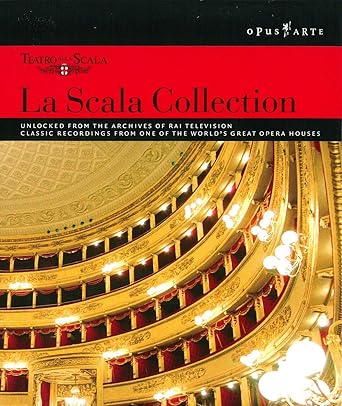 OPUS ARTE
TEATRO ALLA SCALA
La Scala Collection
UNLOCKED FROM THE ARCHIVES OF RAI TELEVISION
CLASSIC RECORDINGS FROM ONE OF THE WORLD'S GREAT OPERA HOUSES